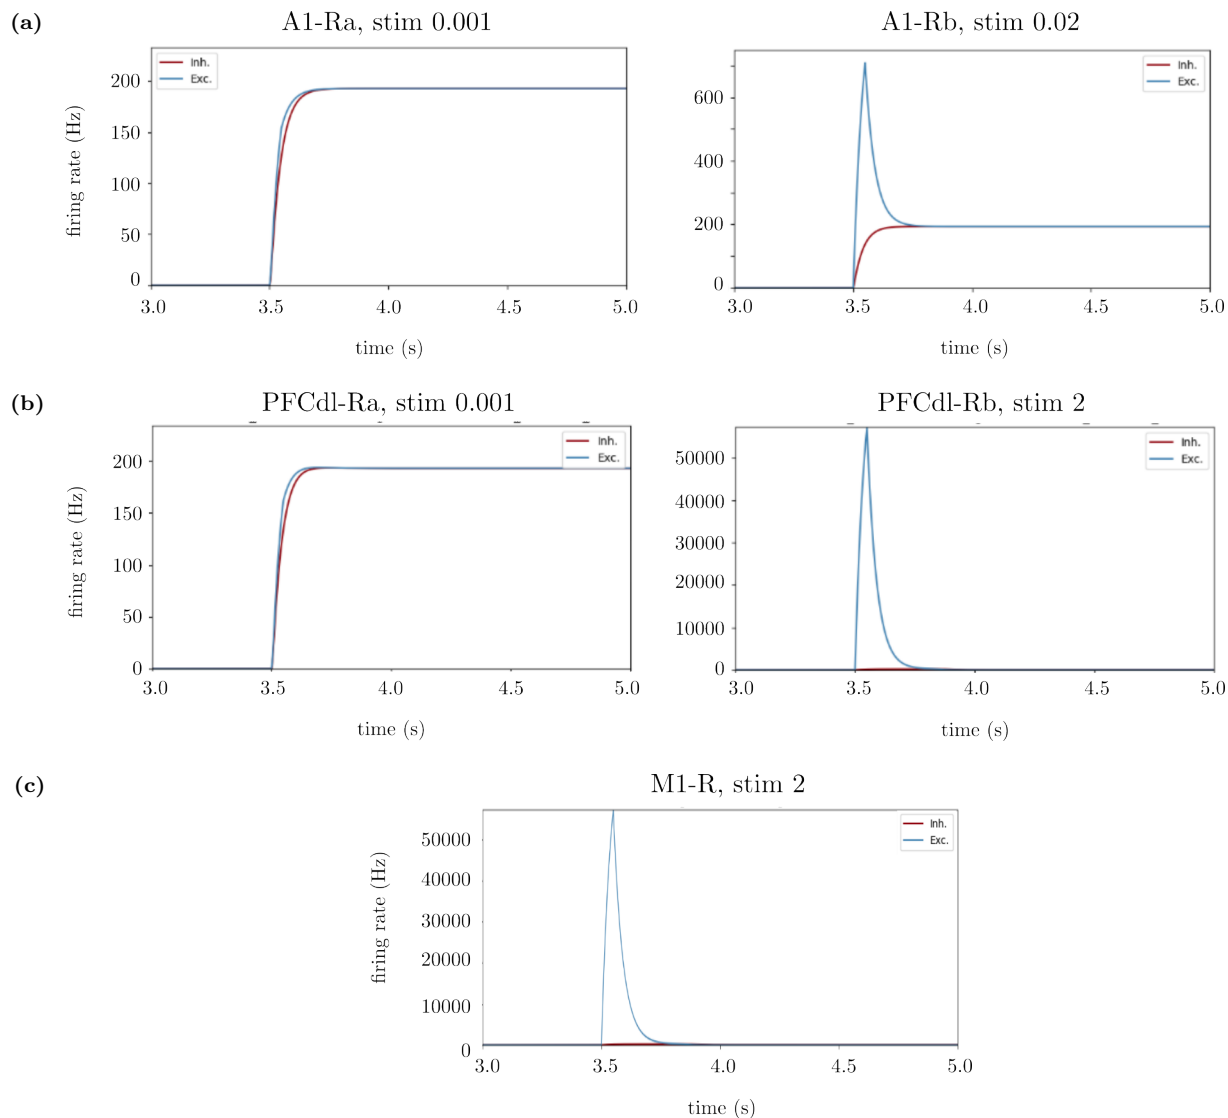 (a)
A1-Ra, stim 0.001
firing rate (Hz)
200
150
100
50
0
Inh.
Exc.
3.0 3.5 4.0 4.5 5.0
time (s)
A1-Rb, stim 0.02
600
400
200
0
Inh.
Exc.
3.0 3.5 4.0 4.5 5.0
time (s)
(b)
PFCdl-Ra, stim 0.001
firing rate (Hz)
200
150
100
50
0
Inh.
Exc.
3.0 3.5 4.0 4.5 5.0
time (s)
PFCdl-Rb, stim 2
50000
40000
30000
20000
10000
0
Inh.
Exc.
3.0 3.5 4.0 4.5 5.0
time (s)
(c)
M1-R, stim 2
firing rate (Hz)
50000
40000
30000
20000
10000
0
Inh.
Exc.
3.0 3.5 4.0 4.5 5.0
time (s)